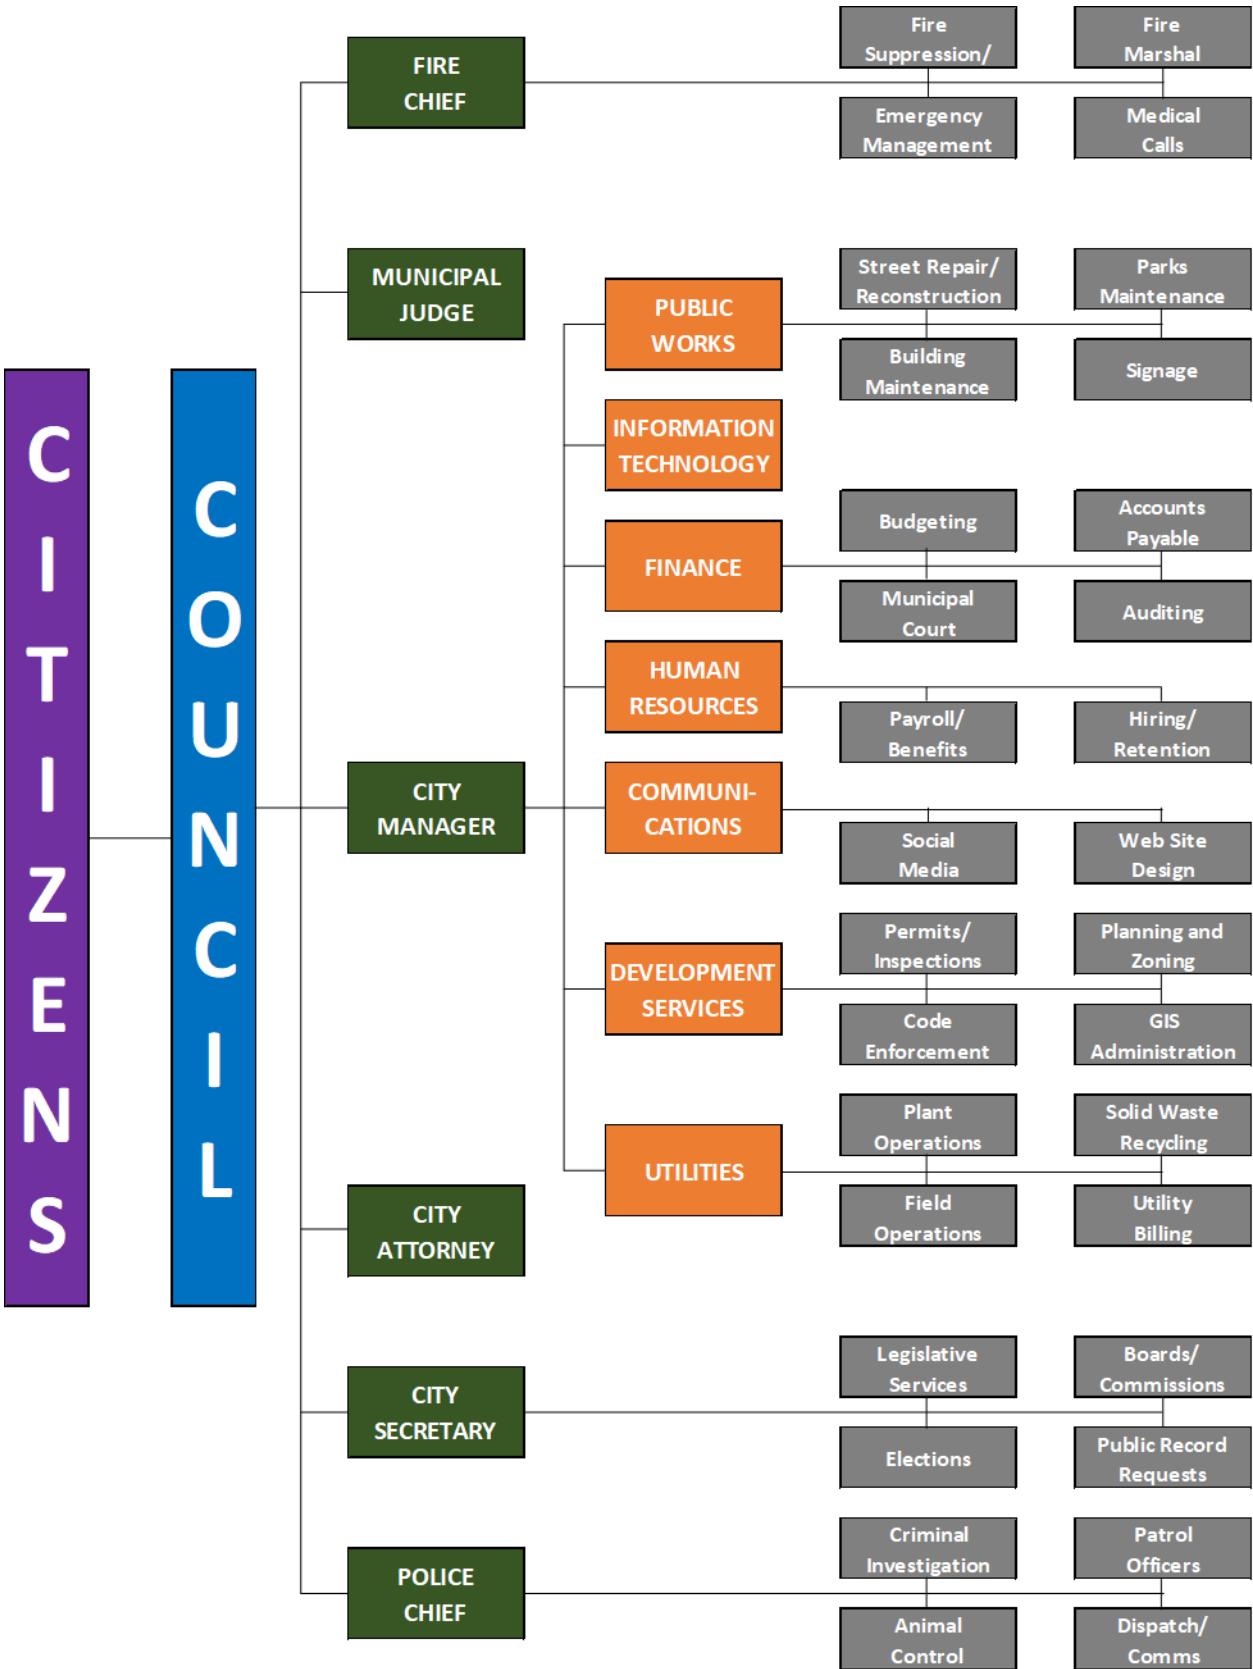 CITIZENS
COUNCIL
FIRE
CHIEF
Fire
Suppression/
Fire
Marshal
Emergency
Management
Medical
Calls
MUNICIPAL
JUDGE
CITY
MANAGER
PUBLIC
WORKS
Street Repair/
Reconstruction
Parks
Maintenance
Building
Maintenance
Signage
INFORMATION
TECHNOLOGY
FINANCE
Budgeting
Accounts
Payable
Municipal
Court
Auditing
HUMAN
RESOURCES
Payroll/
Benefits
Hiring/
Retention
COMMUNI-
CATIONS
Social
Media
Web Site
Design
DEVELOPMENT
SERVICES
Permits/
Inspections
Planning and
Zoning
Code
Enforcement
GIS
Administration
UTILITIES
Plant
Operations
Solid Waste
Recycling
Field
Operations
Utility
Billing
CITY
ATTORNEY
CITY
SECRETARY
Legislative
Services
Boards/
Commissions
Elections
Public Record
Requests
POLICE
CHIEF
Criminal
Investigation
Patrol
Officers
Animal
Control
Dispatch/
Comms